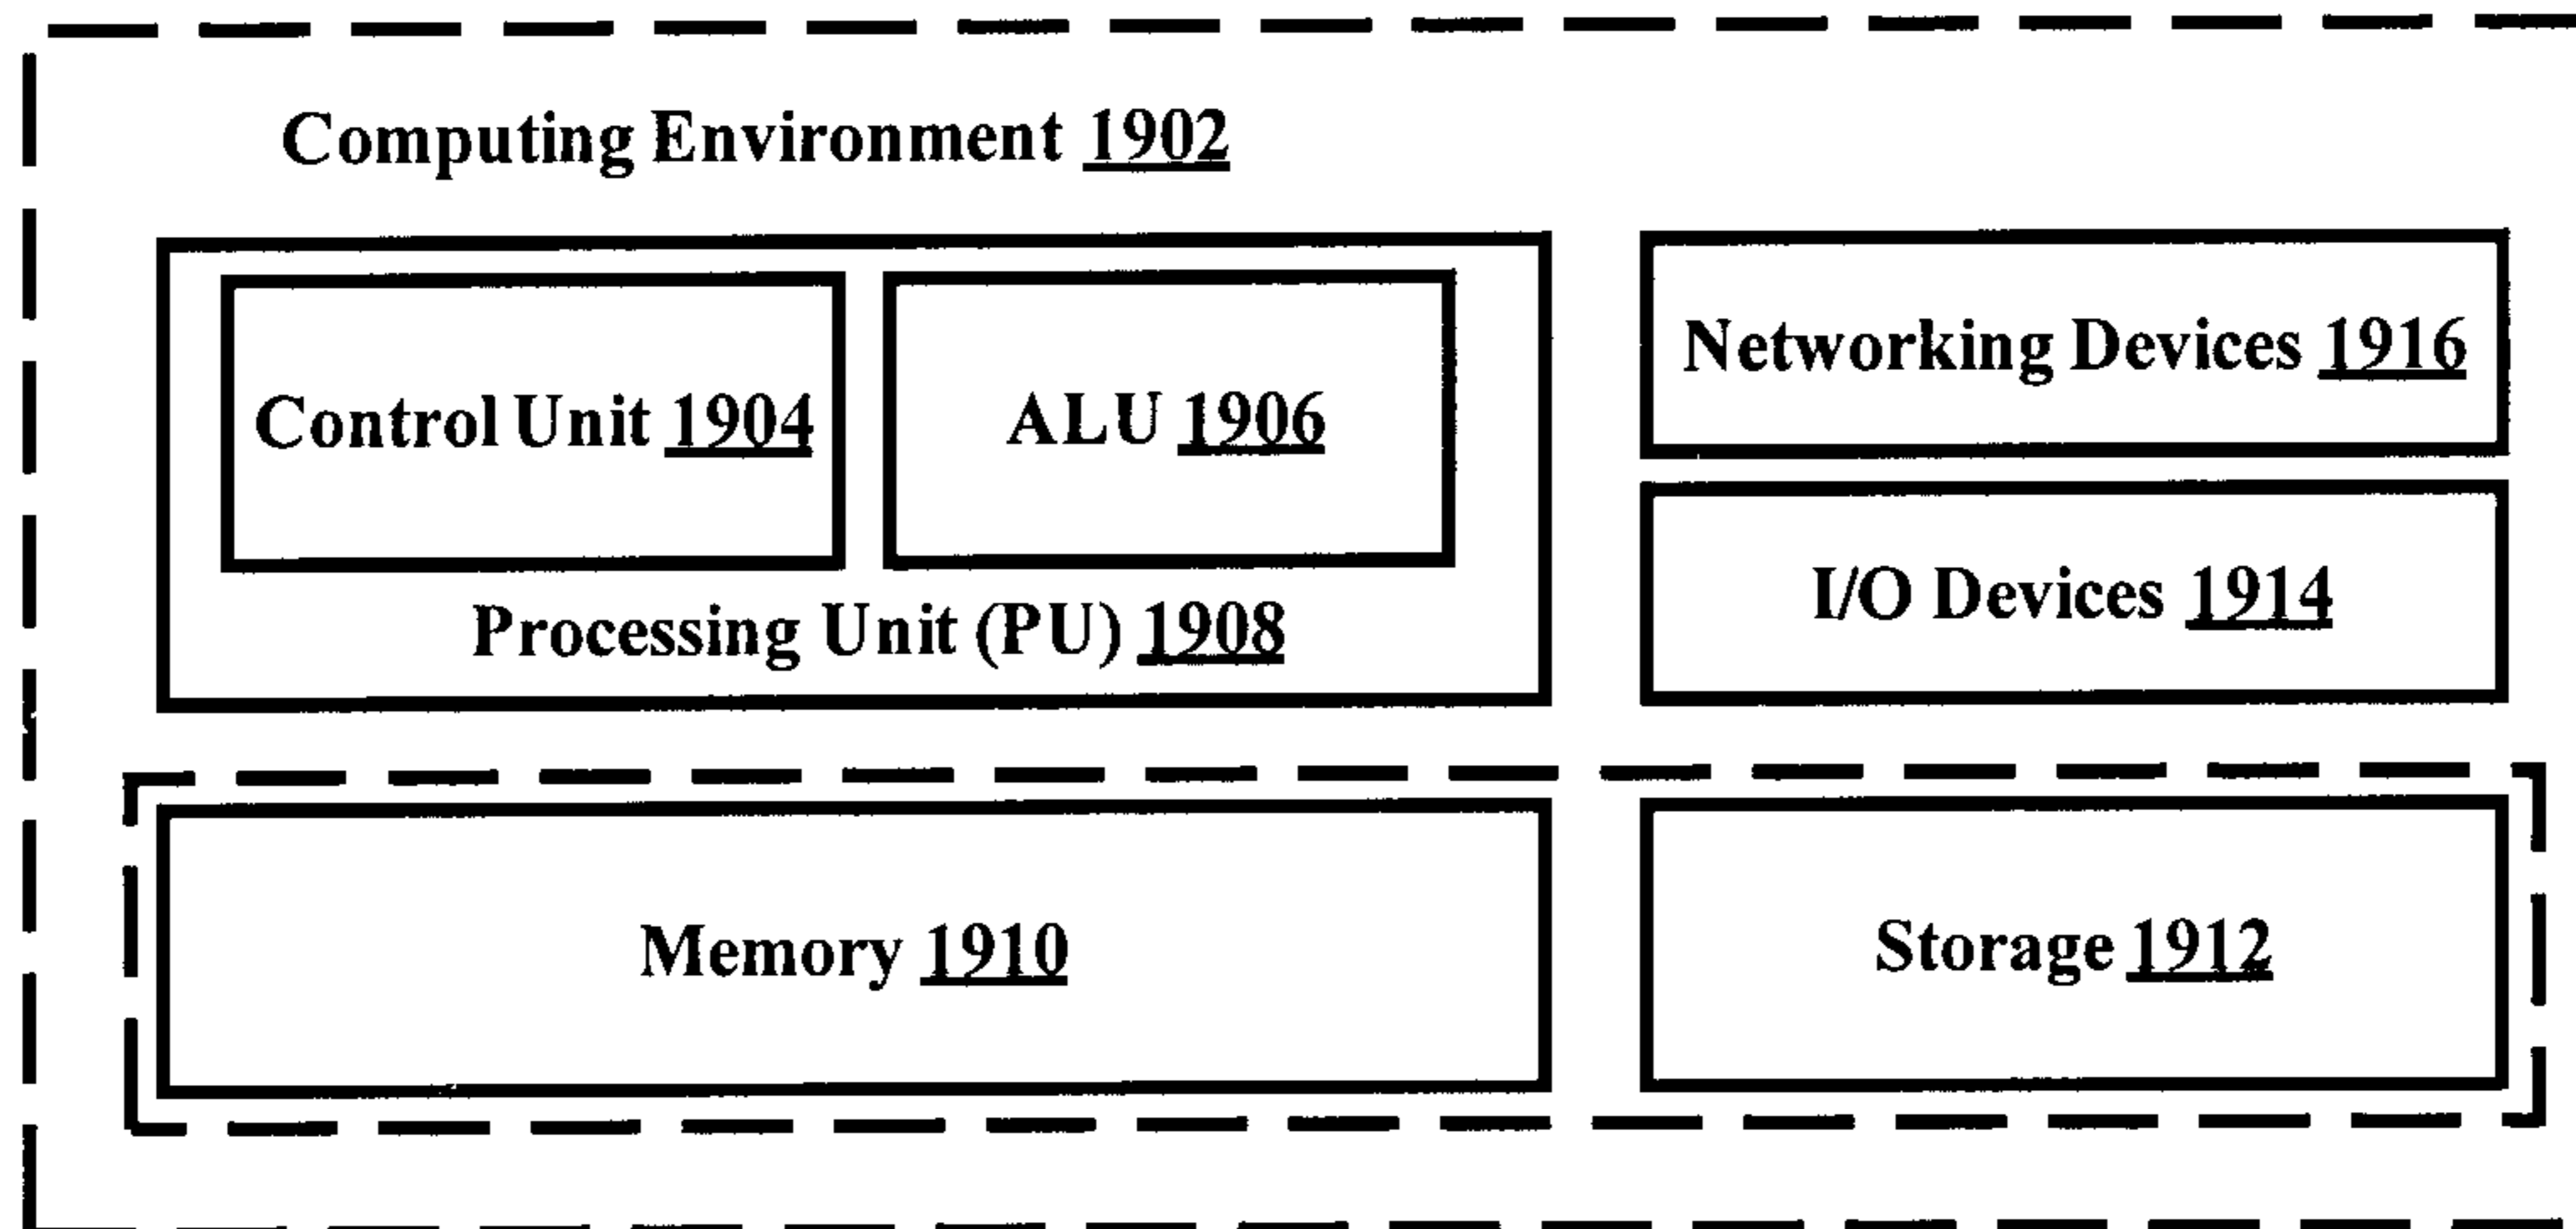 Computing Environment 1902
Control Unit 1904
ALU 1906
Processing Unit (PU) 1908
Networking Devices 1916
I/O Devices 1914
Memory 1910
Storage 1912